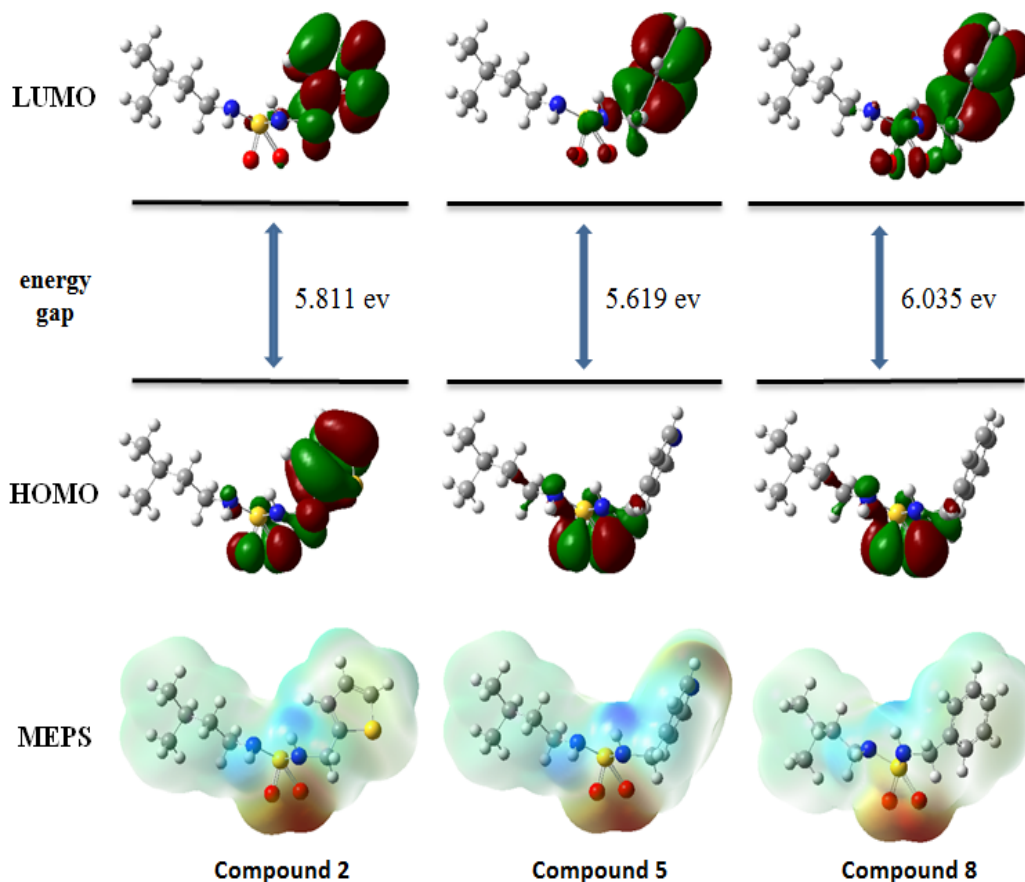 LUMO
energy
gap
5.811 ev
5.619 ev
6.035 ev
HOMO
MEPS
Compound 2
Compound 5
Compound 8